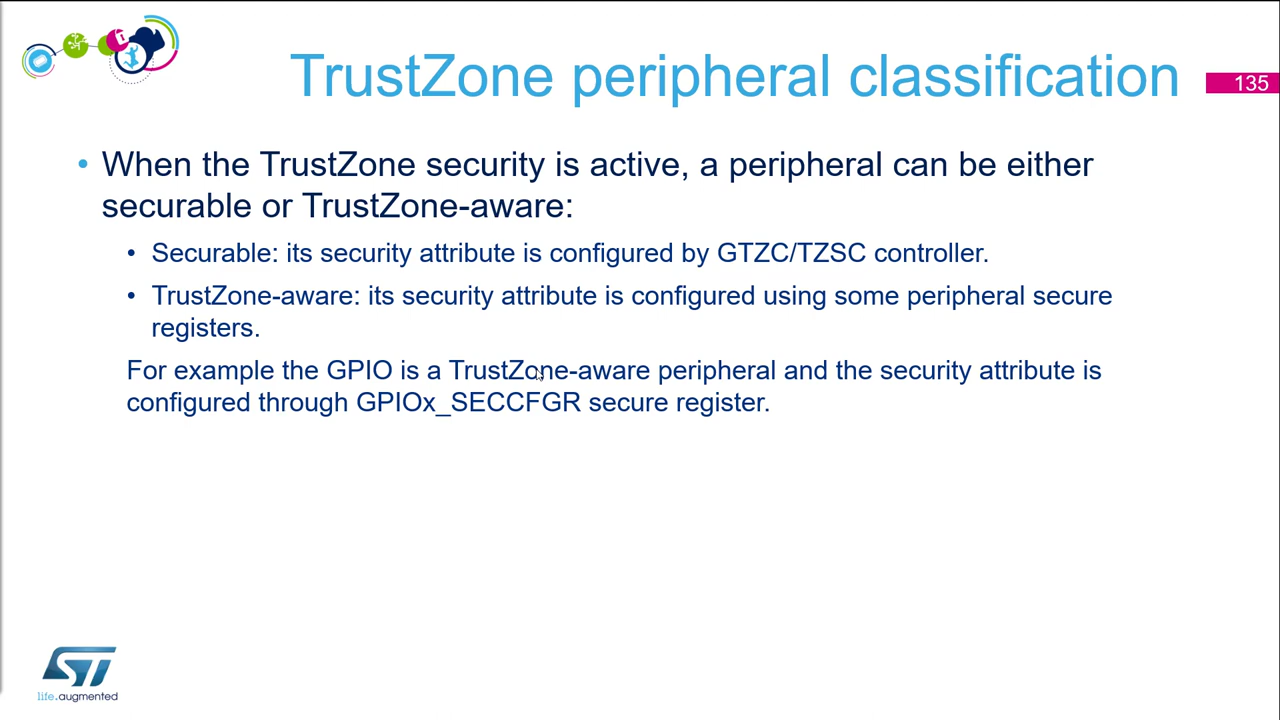 TrustZone peripheral classification
135
• When the TrustZone security is active, a peripheral can be either
securable or TrustZone-aware:
• Securable: its security attribute is configured by GTZC/TZSC controller.
• TrustZone-aware: its security attribute is configured using some peripheral secure
registers.
For example the GPIO is a TrustZone-aware peripheral and the security attribute is
configured through GPIOx_SECCFGR secure register.
ST
life.augmented